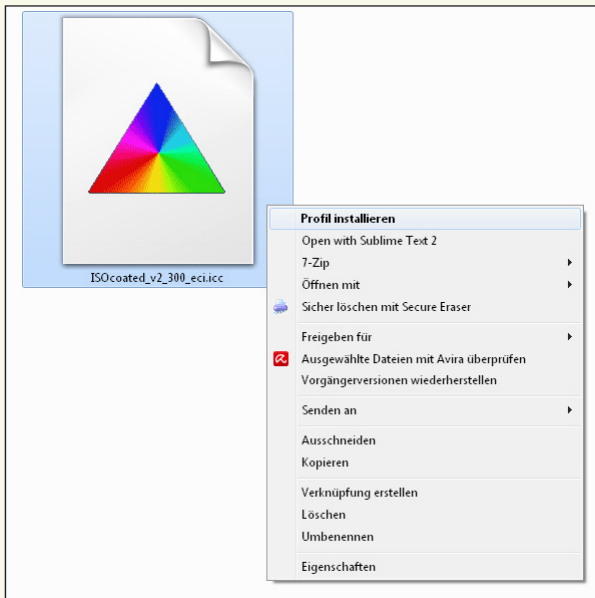 ISOcoated_v2_300_eci.icc
Profil installieren
Open with Sublime Text 2
7-Zip
Öffnen mit
Sicher löschen mit Secure Eraser
Freigeben für
Ausgewählte Dateien mit Avira überprüfen
Vorgängerversionen wiederherstellen
Senden an
Ausschneiden
Kopieren
Verknüpfung erstellen
Löschen
Umbenennen
Eigenschaften